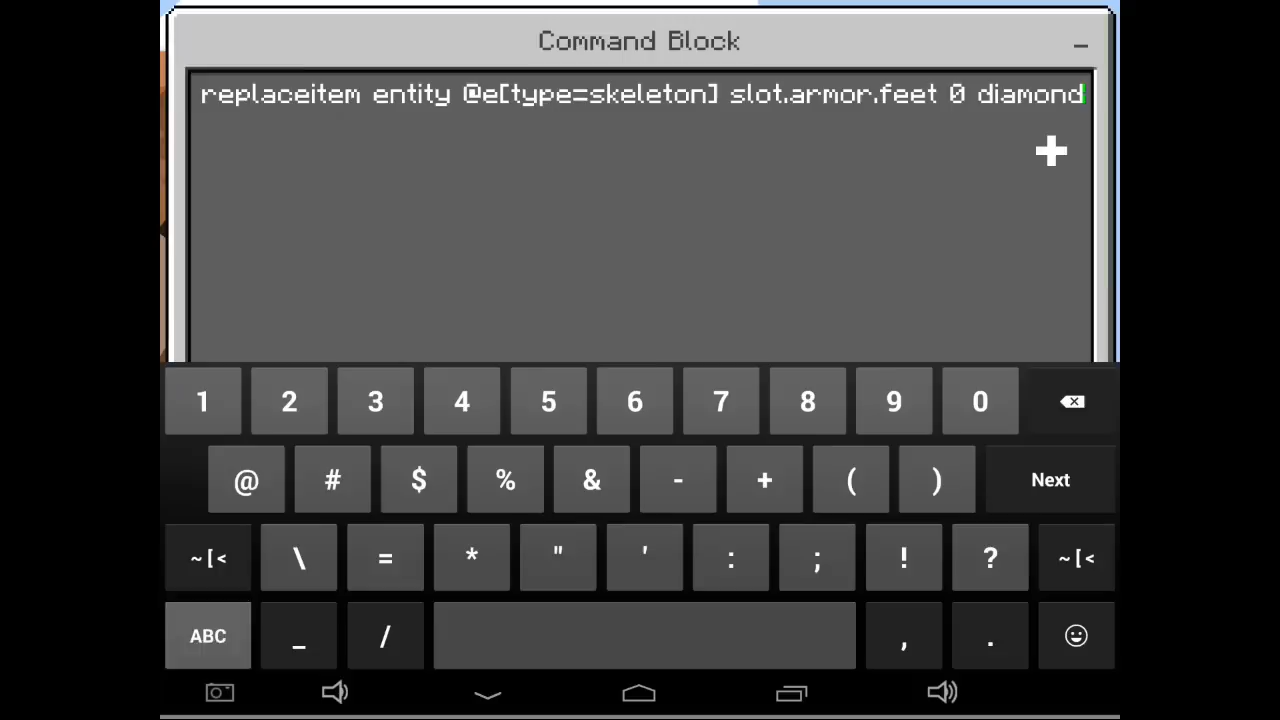 Command Block
replaceitem entity @e[type=skeleton] slot.armor.feet 0 diamond
1 2 3 4 5 6 7 8 9 0
@ # $ % & - + ( ) Next
~[< \ = * " ' : ; ! ? ~[<
ABC _ / , .